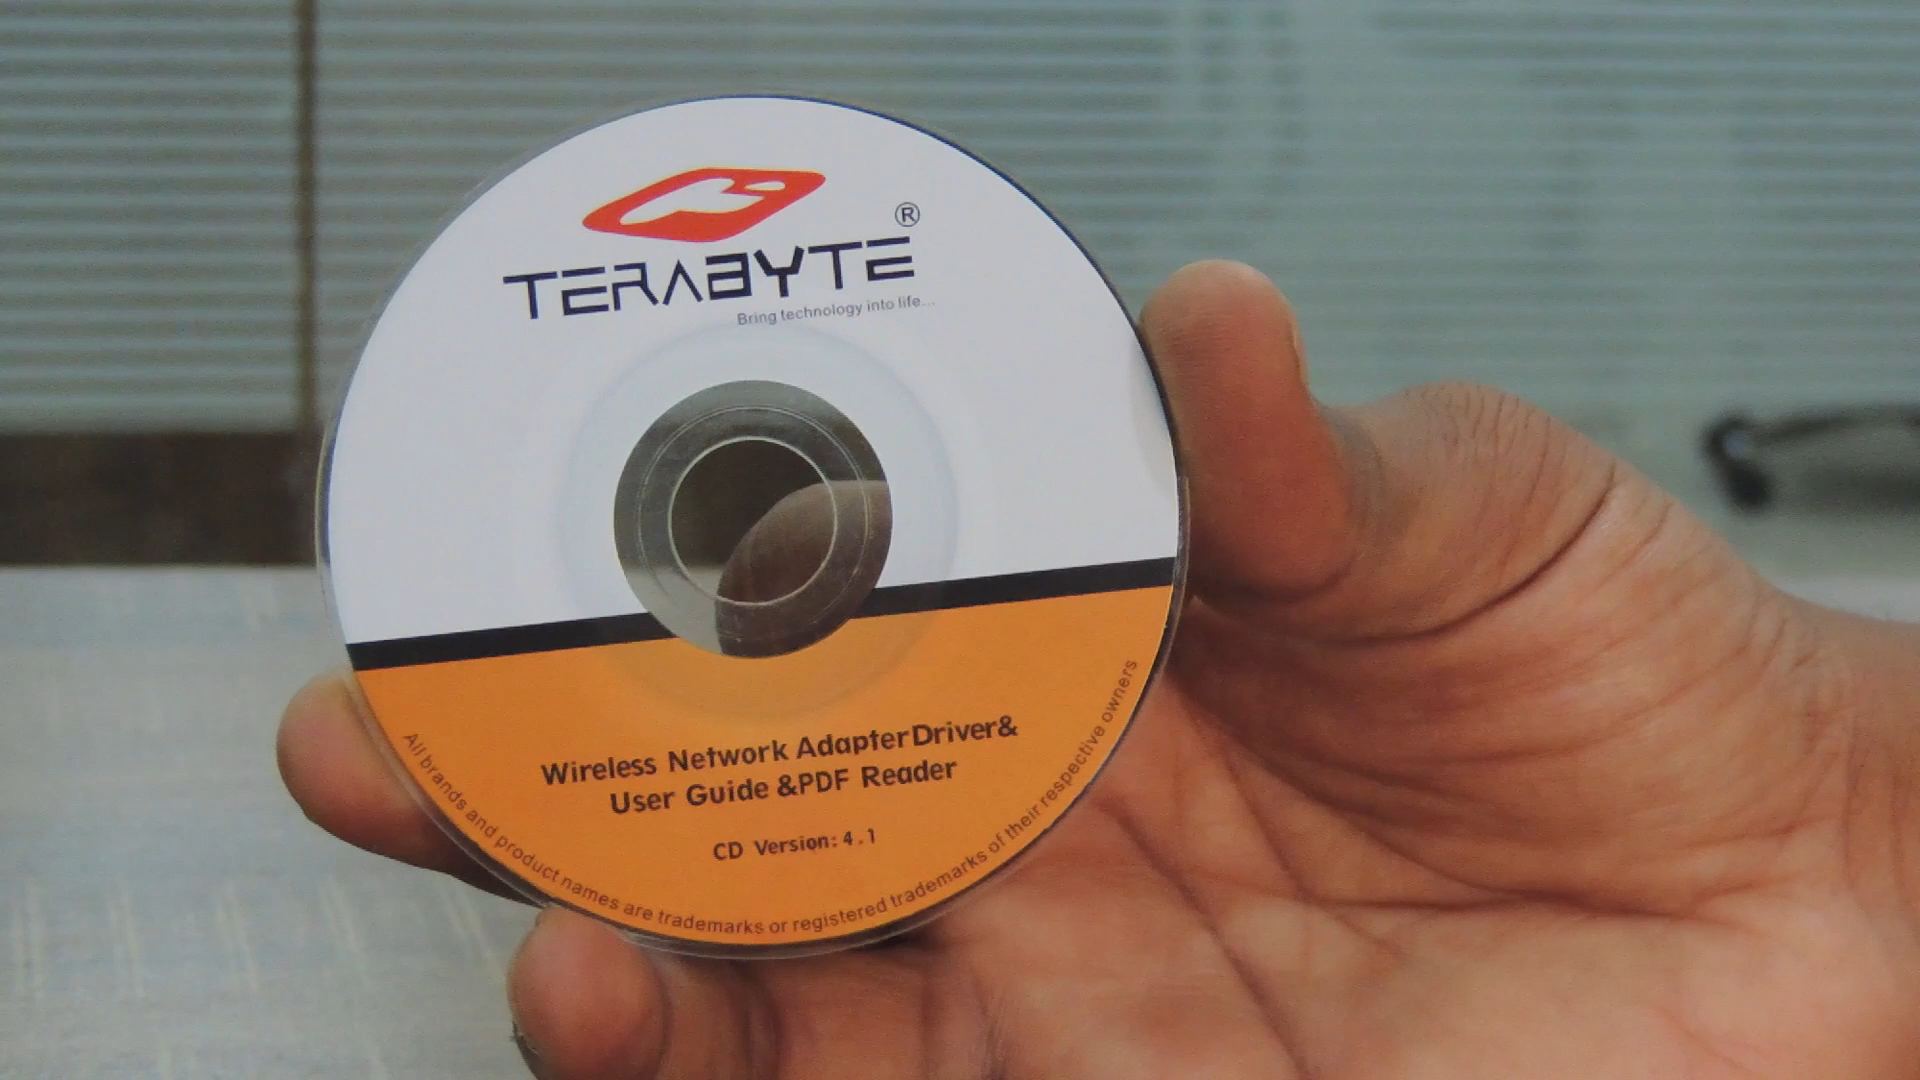 ®
TERABYTE
Bring technology into life...
Wireless Network AdapterDriver&
User Guide &PDF Reader
CD Version: 4.1
All brands and product names are trademarks or registered trademarks of their respective owners